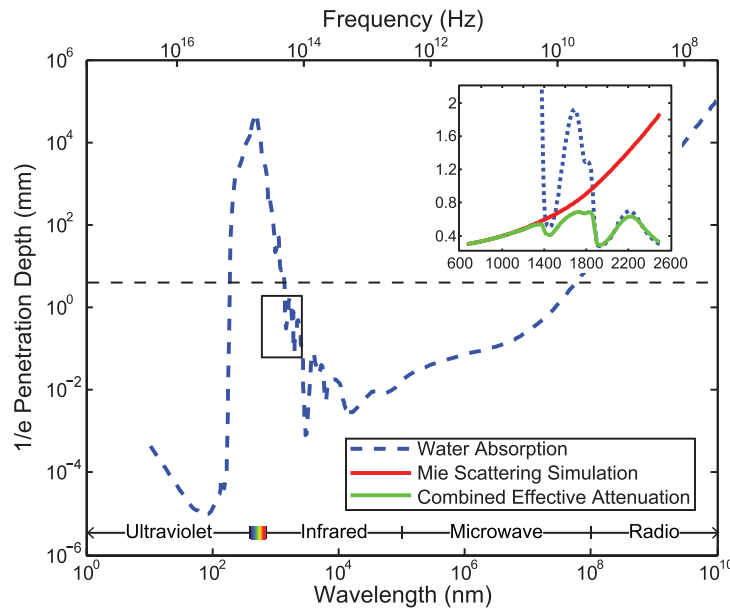 Frequency (Hz)
10^16 10^14 10^12 10^10 10^8
10^6
10^4
10^2
10^0
10^−2
10^−4
10^−6
1/e Penetration Depth (mm)
2
1.6
1.2
0.8
0.4
600 1000 1400 1800 2200 2600
Water Absorption
Mie Scattering Simulation
Combined Effective Attenuation
Ultraviolet Infrared Microwave Radio
10^0 10^2 10^4 10^6 10^8 10^10
Wavelength (nm)